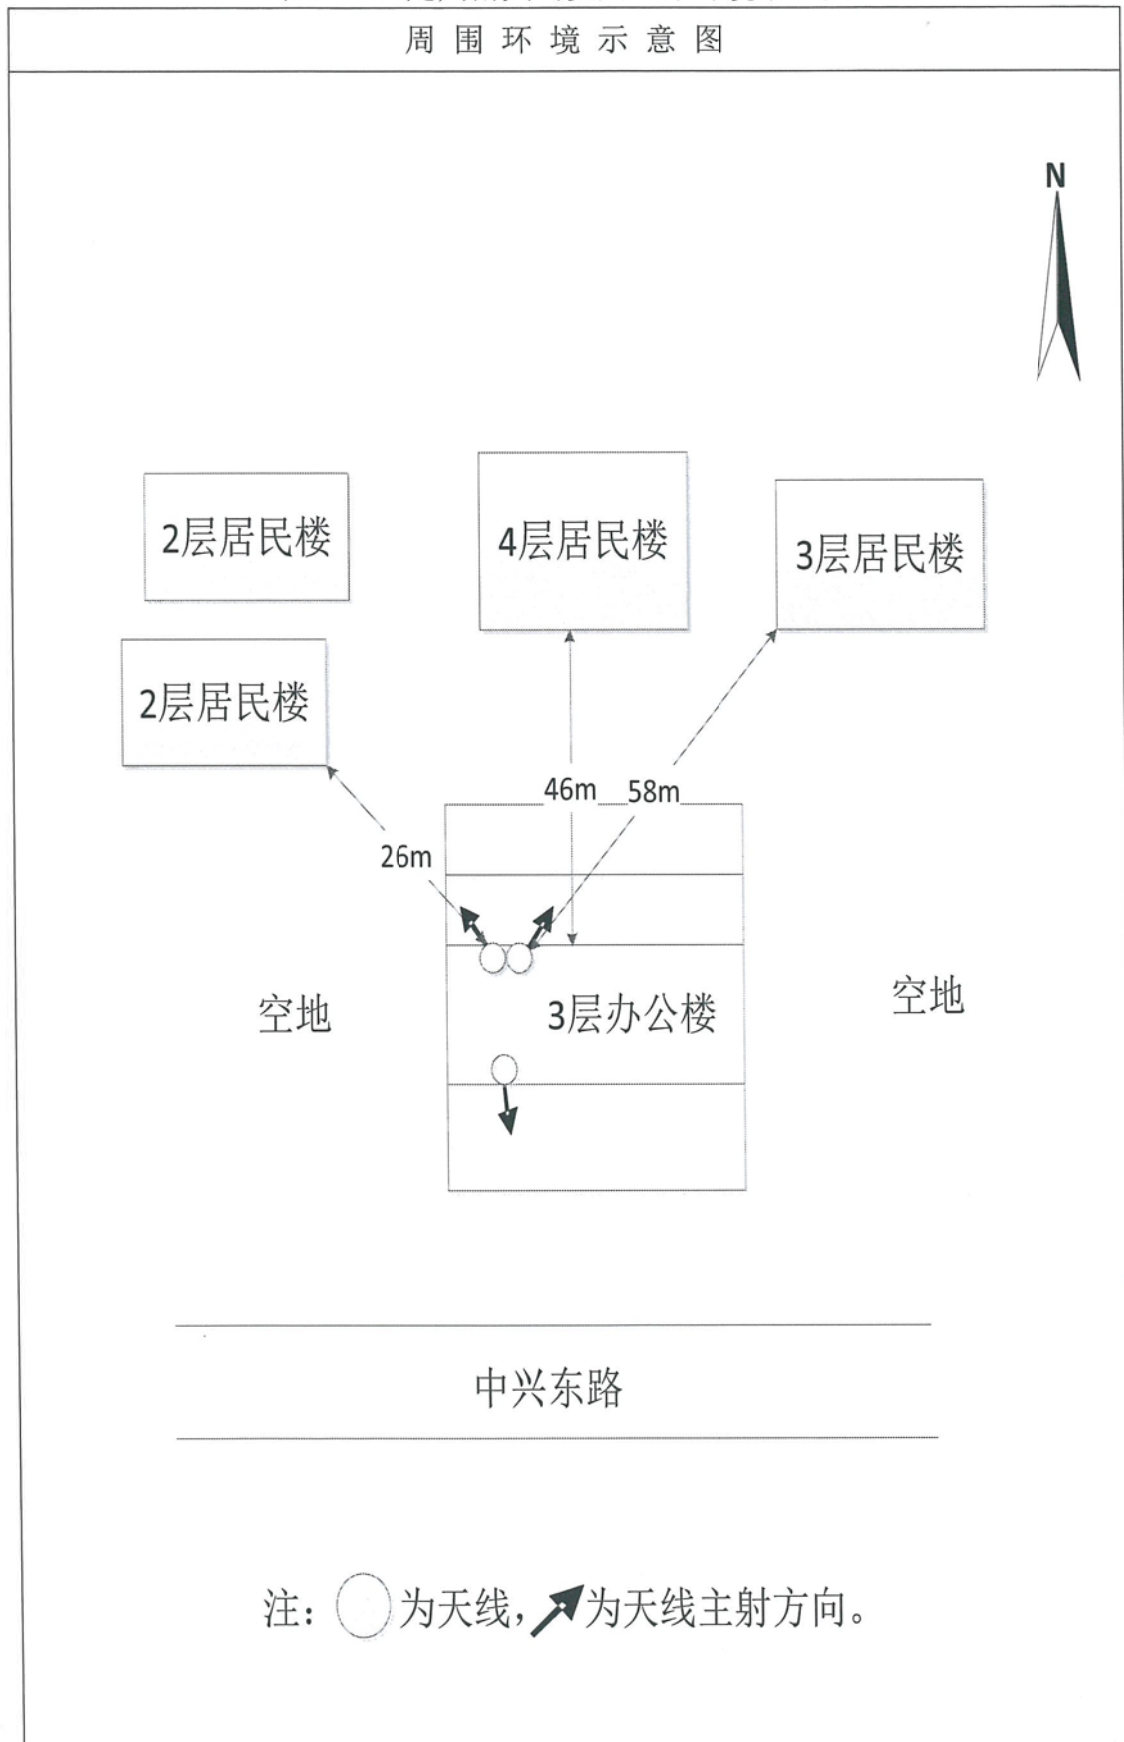 周围环境示意图
N
2层居民楼
4层居民楼
3层居民楼
2层居民楼
46m
58m
26m
空地
3层办公楼
空地
中兴东路
注：
为天线，
为天线主射方向。